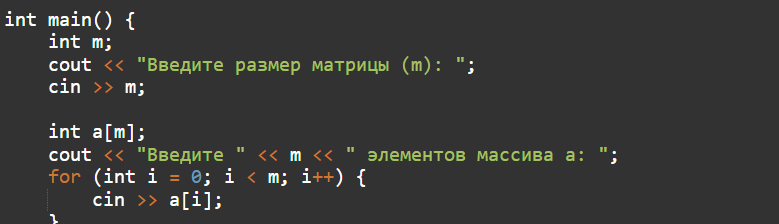 int main() {
    int m;
    cout << "Введите размер матрицы (m): ";
    cin >> m;

    int a[m];
    cout << "Введите " << m << " элементов массива a: ";
    for (int i = 0; i < m; i++) {
        cin >> a[i];
    }